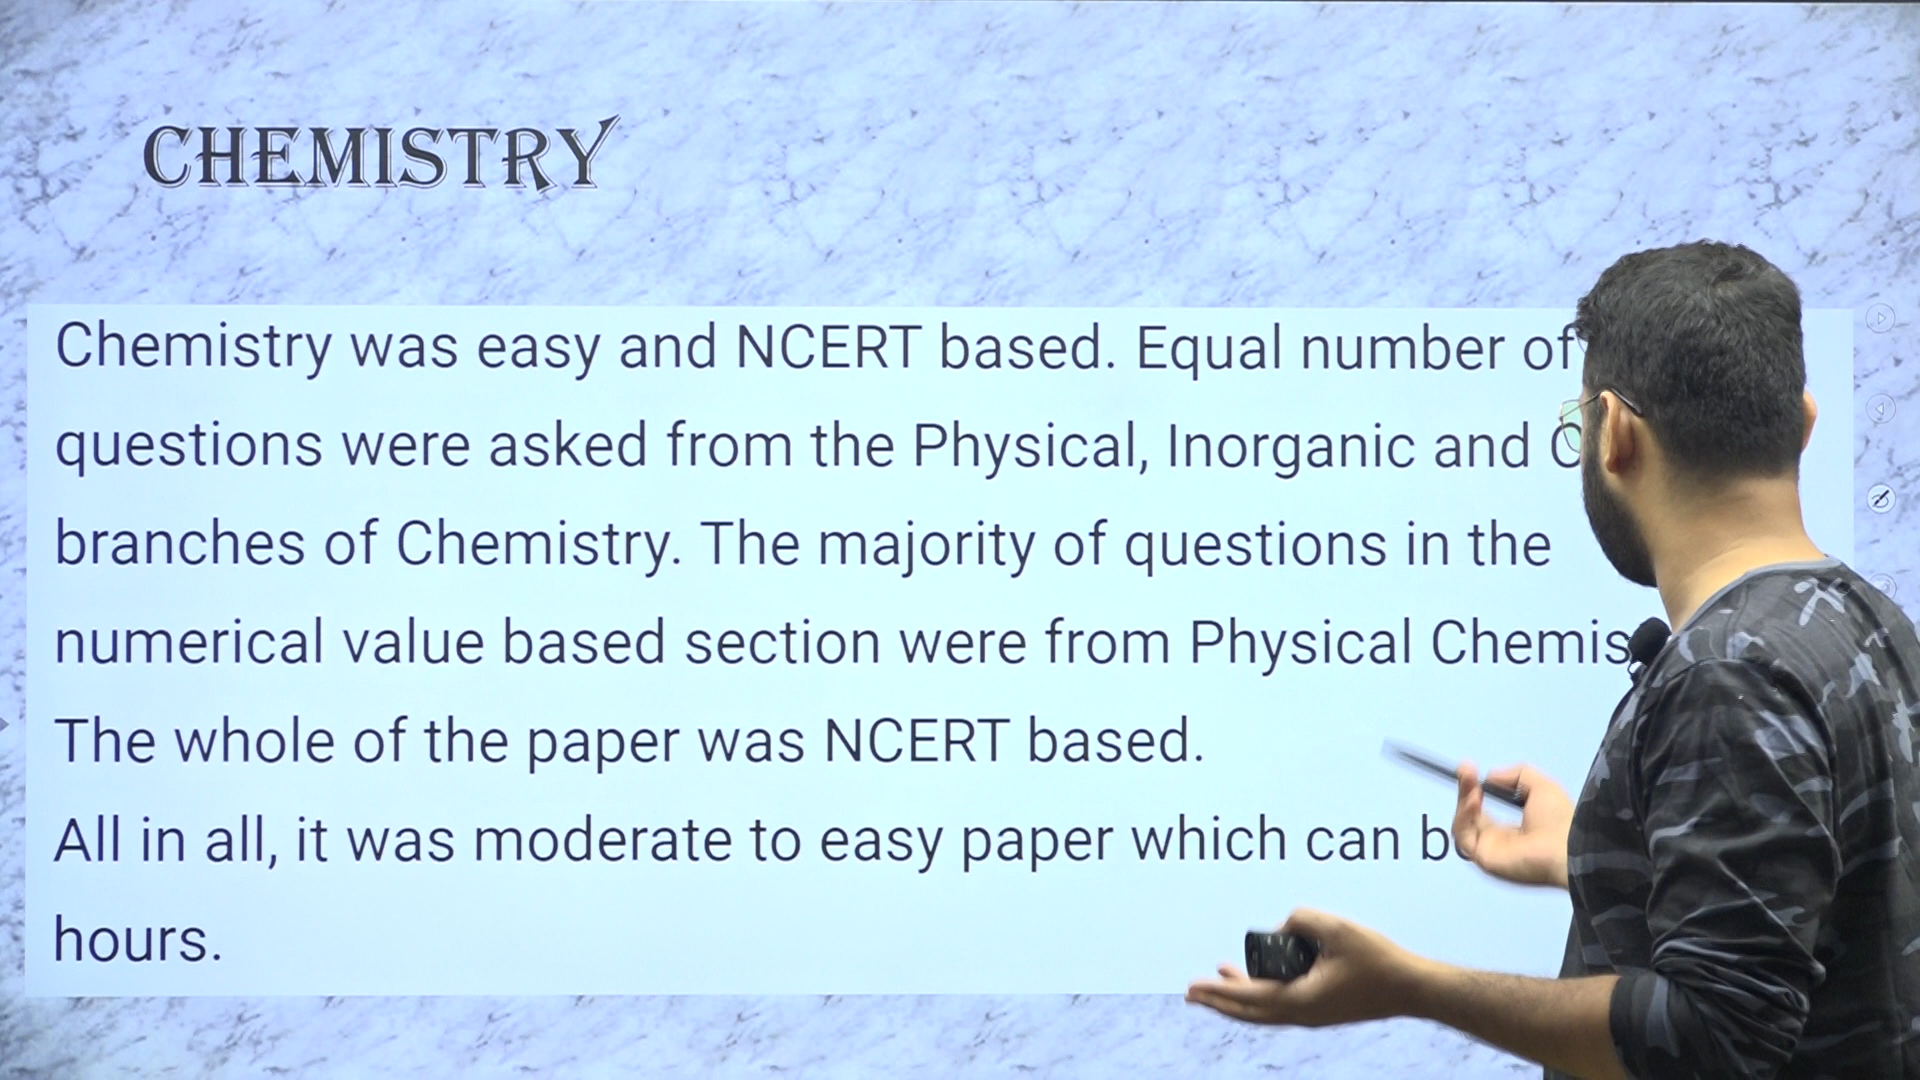 CHEMISTRY
Chemistry was easy and NCERT based. Equal number of
questions were asked from the Physical, Inorganic and
branches of Chemistry. The majority of questions in the
numerical value based section were from Physical
The whole of the paper was NCERT based.
All in all, it was moderate to easy paper which can
hours.